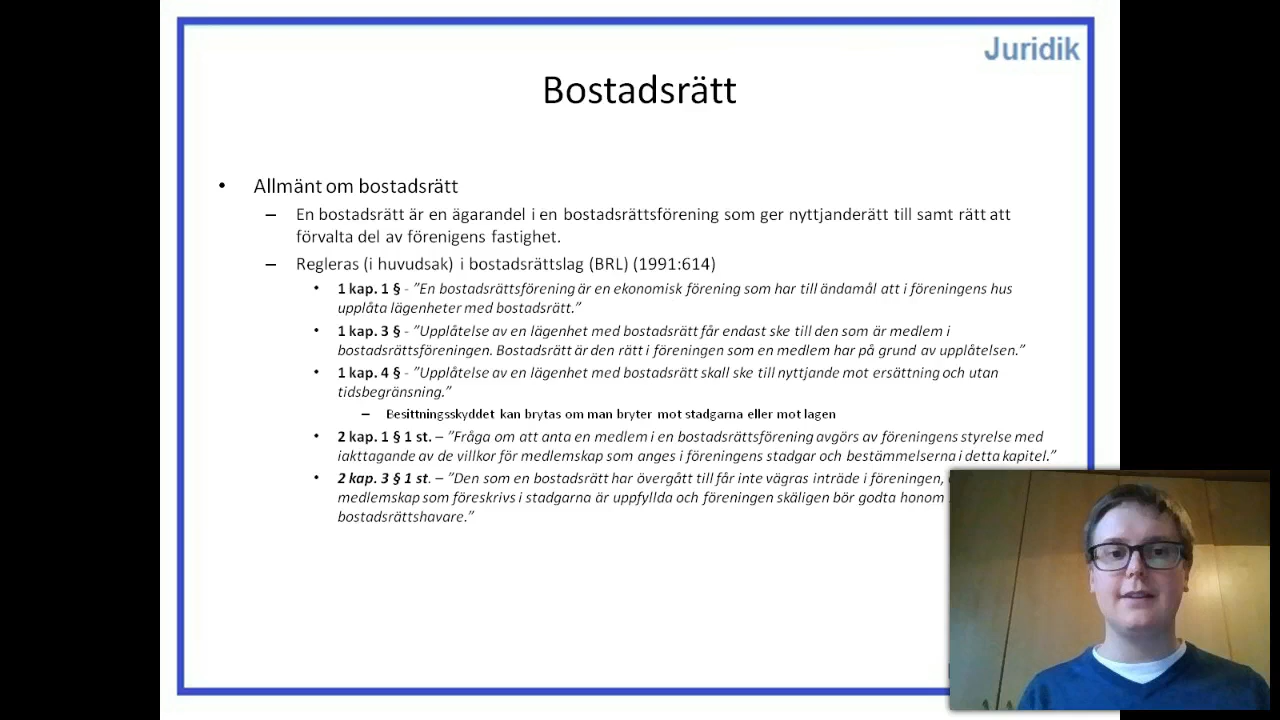 Juridik
Bostadsrätt
• Allmänt om bostadsrätt
– En bostadsrätt är en ägarandel i en bostadsrättsförening som ger nyttjanderätt till samt rätt att
förvalta del av förenigens fastighet.
– Regleras (i huvudsak) i bostadsrättslag (BRL) (1991:614)
• 1 kap. 1 § - ”En bostadsrättsförening är en ekonomisk förening som har till ändamål att i föreningens hus
upplåta lägenheter med bostadsrätt.”
• 1 kap. 3 § - ”Upplåtelse av en lägenhet med bostadsrätt får endast ske till den som är medlem i
bostadsrättsföreningen. Bostadsrätt är den rätt i föreningen som en medlem har på grund av upplåtelsen.”
• 1 kap. 4 § - ”Upplåtelse av en lägenhet med bostadsrätt skall ske till nyttjande mot ersättning och utan
tidsbegränsning.”
– Besittningsskyddet kan brytas om man bryter mot stadgarna eller mot lagen
• 2 kap. 1 § 1 st. – ”Fråga om att anta en medlem i en bostadsrättsförening avgörs av föreningens styrelse med
iakttagande av de villkor för medlemskap som anges i föreningens stadgar och bestämmelserna i detta kapitel.”
• 2 kap. 3 § 1 st. – ”Den som en bostadsrätt har övergått till får inte vägras inträde i föreningen,
medlemskap som föreskrivs i stadgarna är uppfyllda och föreningen skäligen bör godta honom
bostadsrättshavare.”